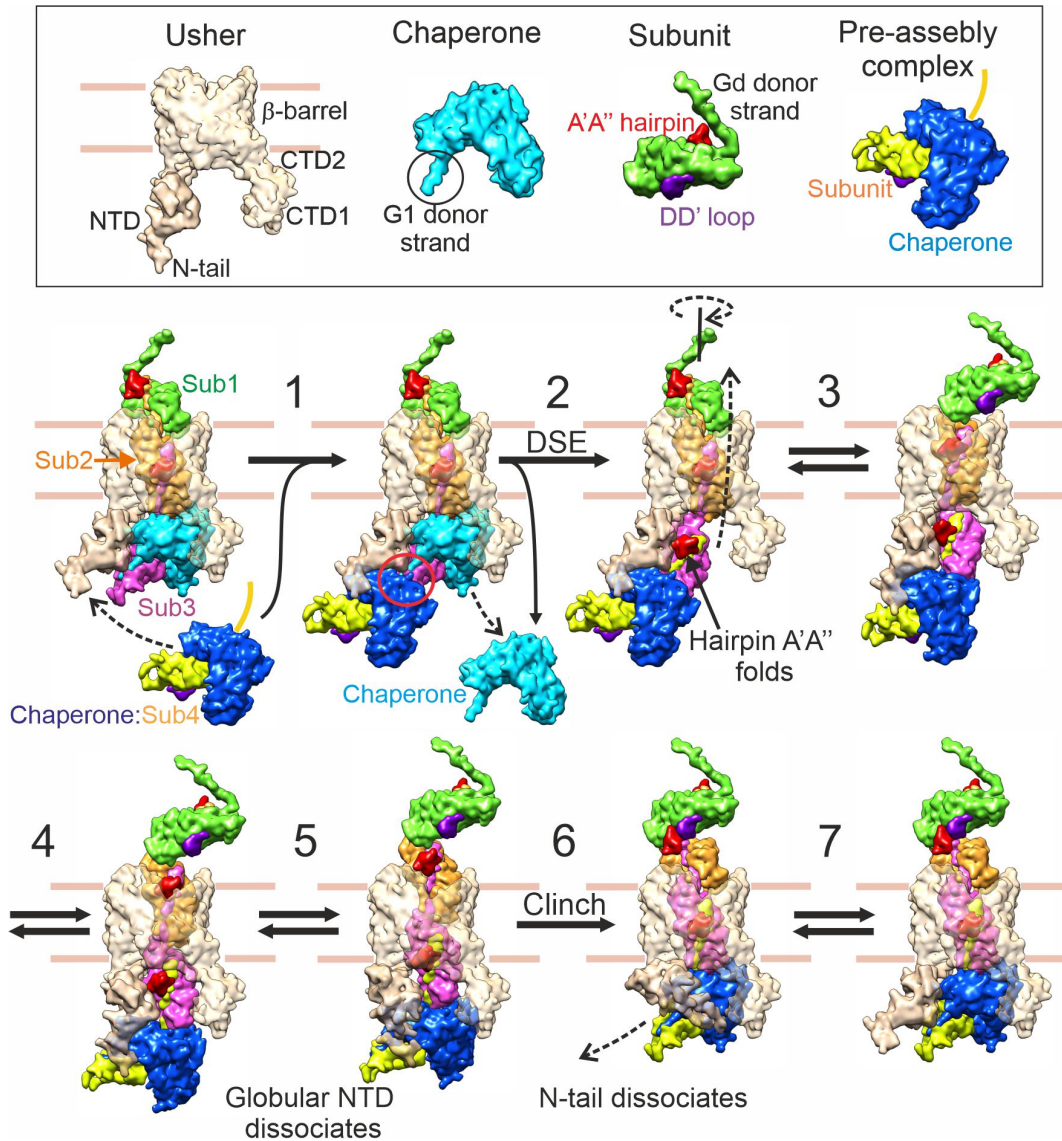 Usher
Chaperone
Subunit
Pre-assebly
complex
β-barrel
CTD2
CTD1
NTD
N-tail
G1 donor
strand
Gd donor
strand
A'A" hairpin
DD' loop
Subunit
Chaperone
1
2
3
Sub1
Sub2
Sub3
DSE
Chaperone
Hairpin A'A"
folds
Chaperone:Sub4
4
5
6
7
Clinch
Globular NTD
dissociates
N-tail dissociates